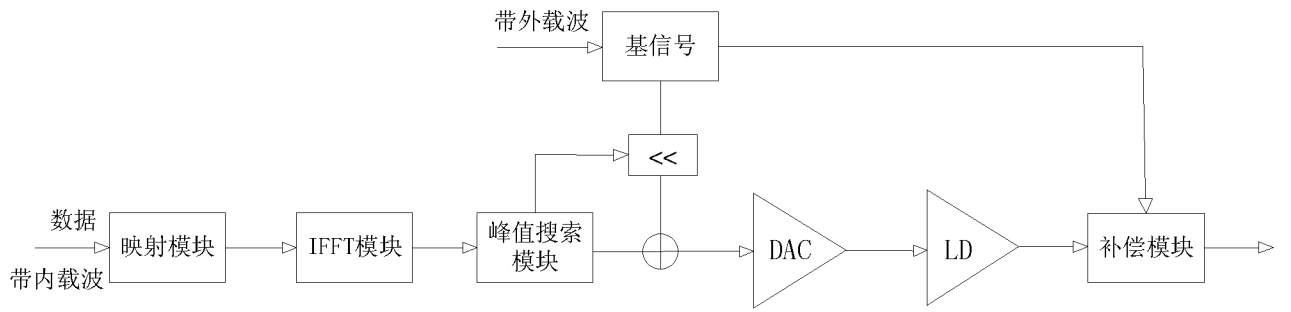 带外载波
基信号
<<
数据
带内载波
映射模块
IFFT模块
峰值搜索
模块
DAC
LD
补偿模块